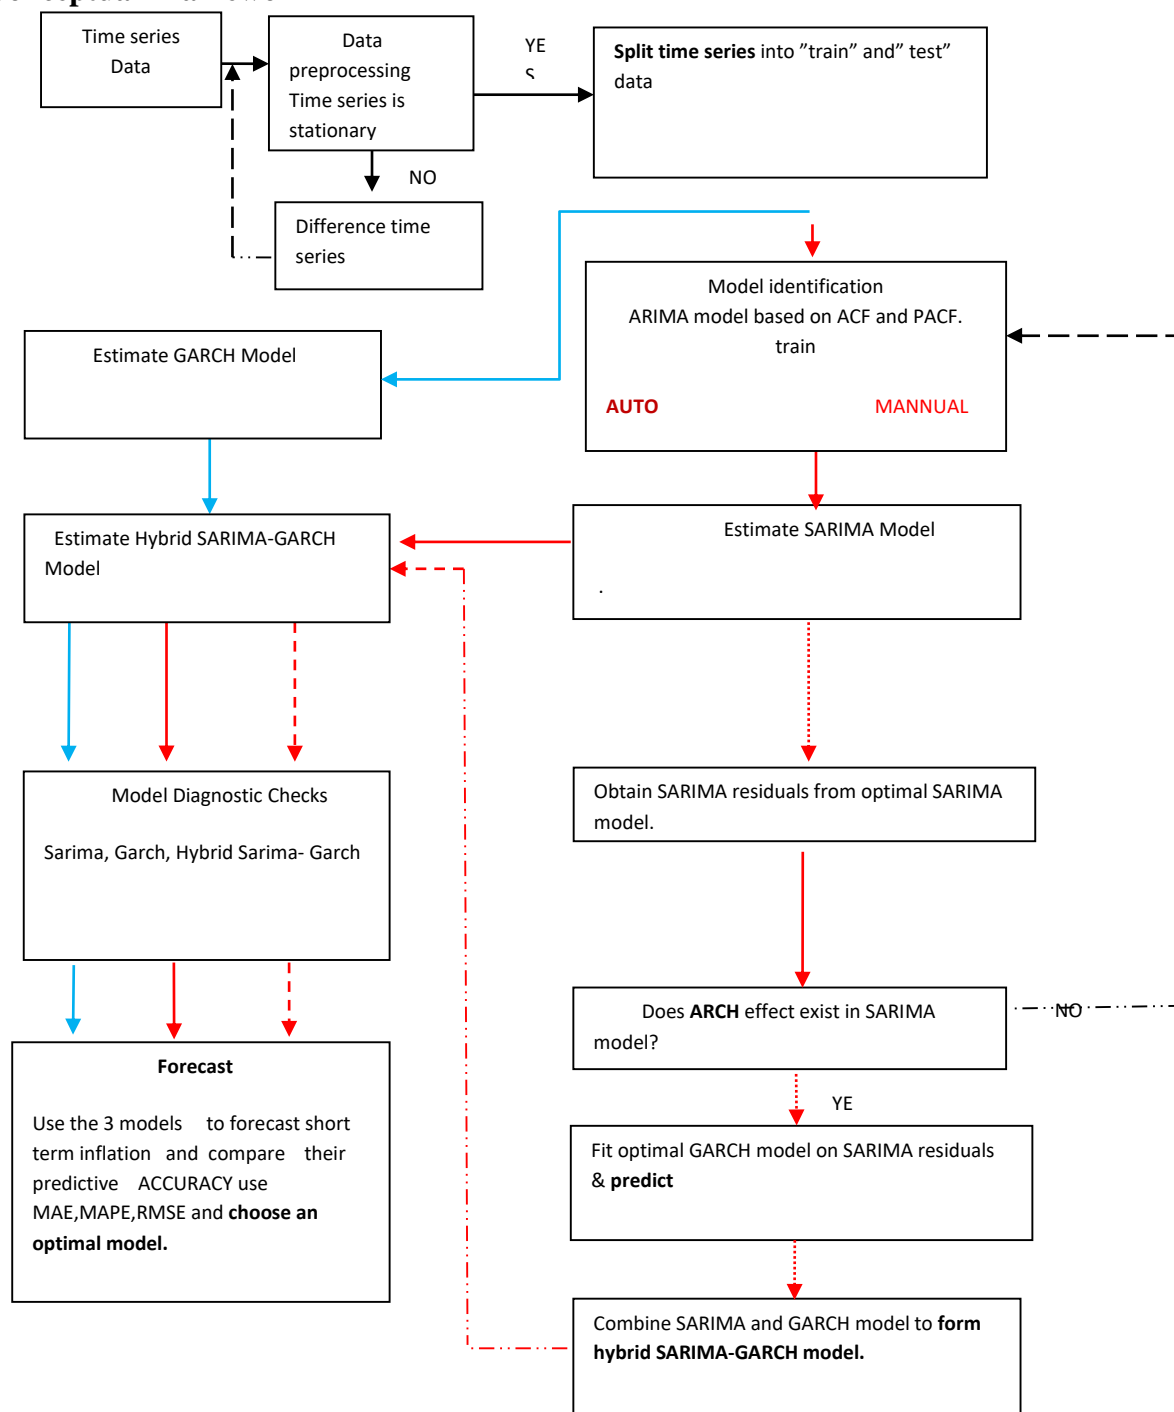 Time series
Data
Data
preprocessing
Time series is
stationary
YE
S
Split time series into ”train” and” test”
data
NO
Difference time
series
Model identification
ARIMA model based on ACF and PACF.
train
AUTO MANNUAL
Estimate GARCH Model
Estimate Hybrid SARIMA-GARCH
Model
Estimate SARIMA Model
.
Model Diagnostic Checks
Sarima, Garch, Hybrid Sarima- Garch
Obtain SARIMA residuals from optimal SARIMA
model.
Does ARCH effect exist in SARIMA
model?
NO
YE
Forecast
Use the 3 models to forecast short
term inflation and compare their
predictive ACCURACY use
MAE,MAPE,RMSE and choose an
optimal model.
Fit optimal GARCH model on SARIMA residuals
& predict
Combine SARIMA and GARCH model to form
hybrid SARIMA-GARCH model.